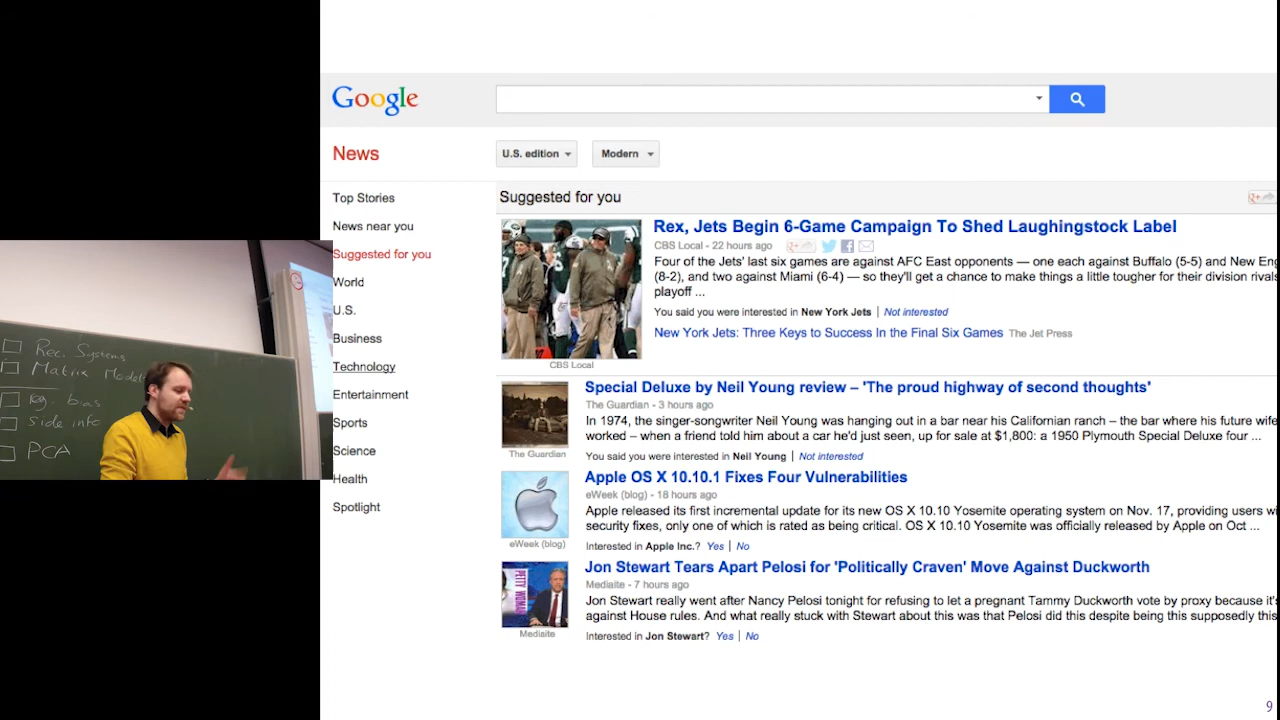 Google
News
U.S. edition
Modern
Top Stories
News near you
Suggested for you
World
U.S.
Business
Technology
Entertainment
Sports
Science
Health
Spotlight
Suggested for you
Rex, Jets Begin 6-Game Campaign To Shed Laughingstock Label
CBS Local - 22 hours ago
Four of the Jets' last six games are against AFC East opponents — one each against Buffalo (5-5) and New Eng
(8-2), and two against Miami (6-4) — so they'll get a chance to make things a little tougher for their division rivals
playoff ...
You said you were interested in New York Jets | Not interested
New York Jets: Three Keys to Success In the Final Six Games The Jet Press
CBS Local
Special Deluxe by Neil Young review – 'The proud highway of second thoughts'
The Guardian - 3 hours ago
In 1974, the singer-songwriter Neil Young was hanging out in a bar near his Californian ranch – the bar where his future wife
worked – when a friend told him about a car he'd just seen, up for sale at $1,800: a 1950 Plymouth Special Deluxe four ...
The Guardian
You said you were interested in Neil Young | Not interested
Apple OS X 10.10.1 Fixes Four Vulnerabilities
eWeek (blog) - 18 hours ago
Apple released its first incremental update for its new OS X 10.10 Yosemite operating system on Nov. 17, providing users wi
security fixes, only one of which is rated as being critical. OS X 10.10 Yosemite was officially released by Apple on Oct ...
eWeek (blog)
Interested in Apple Inc.? Yes | No
Jon Stewart Tears Apart Pelosi for 'Politically Craven' Move Against Duckworth
Mediaite - 7 hours ago
Jon Stewart really went after Nancy Pelosi tonight for refusing to let a pregnant Tammy Duckworth vote by proxy because it's
against House rules. And what really stuck with Stewart about this was that Pelosi did this despite being this supposedly this
PETTY WOMAN
Mediaite
Interested in Jon Stewart? Yes | No
Rec. Systems
Matrix Model
Reg. bias
Side info
PCA
9